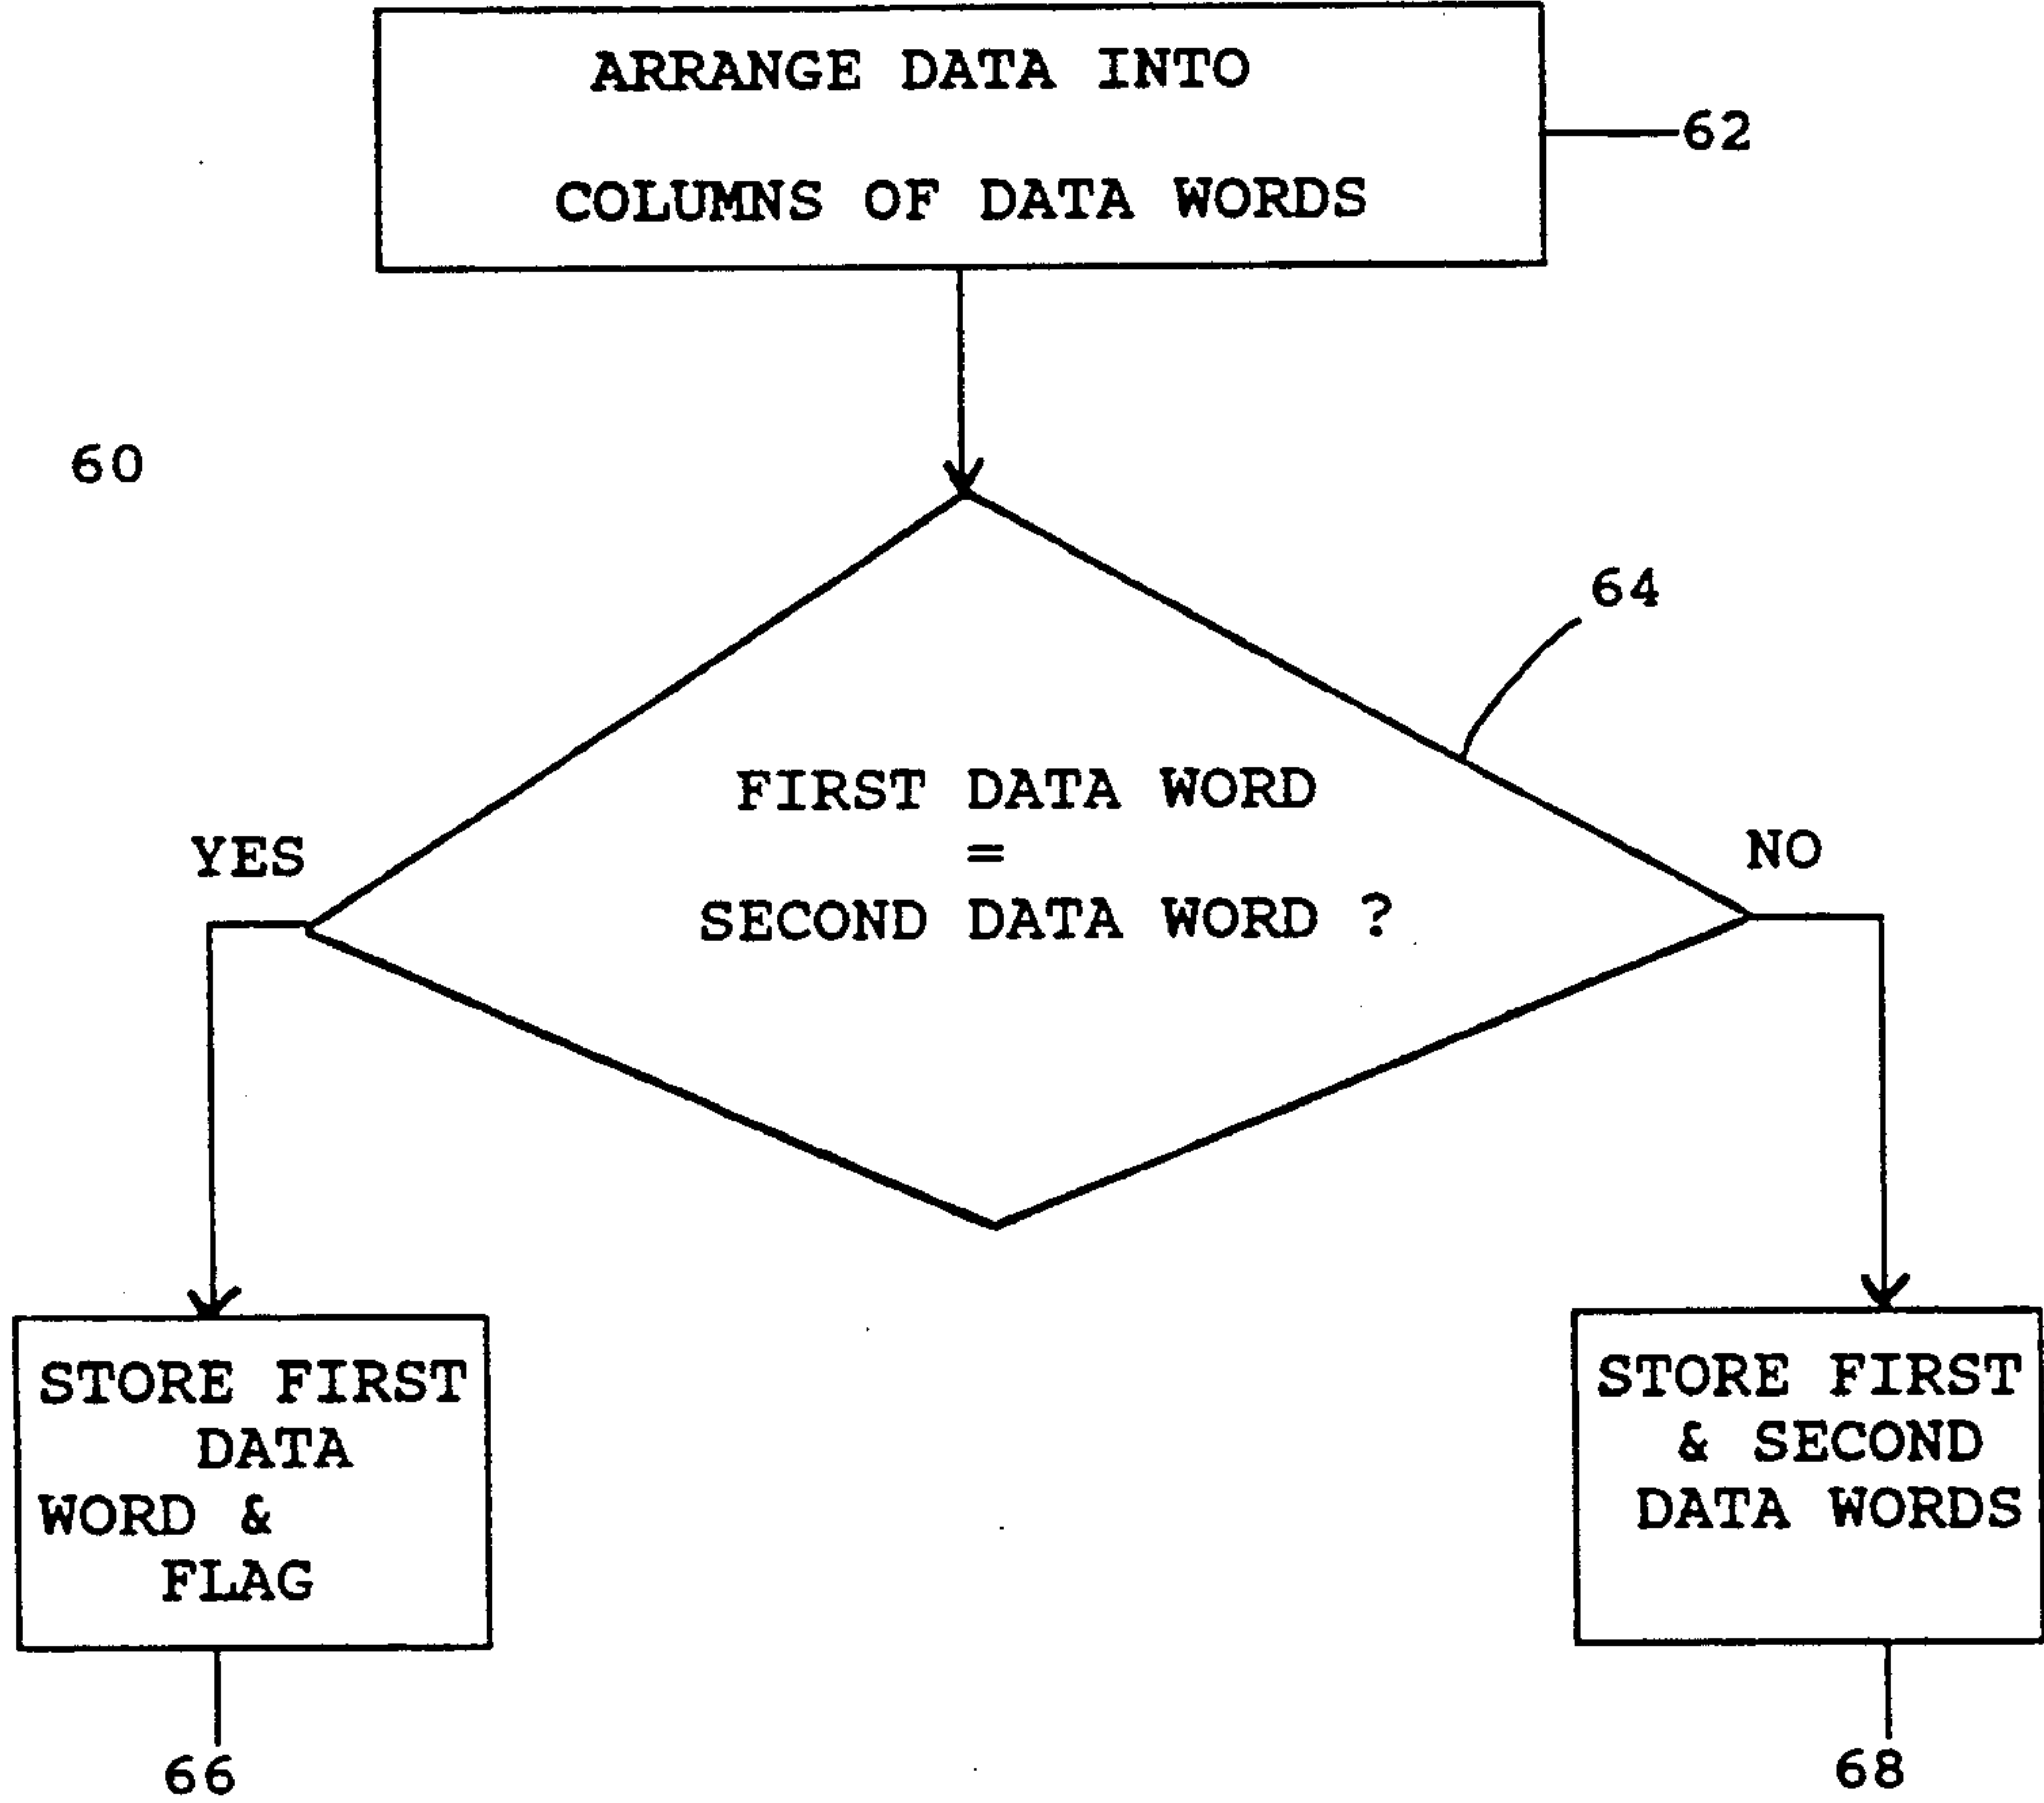 ARRANGE DATA INTO
COLUMNS OF DATA WORDS
62
60
64
FIRST DATA WORD
=
SECOND DATA WORD ?
YES
NO
STORE FIRST
DATA
WORD &
FLAG
STORE FIRST
& SECOND
DATA WORDS
66
68